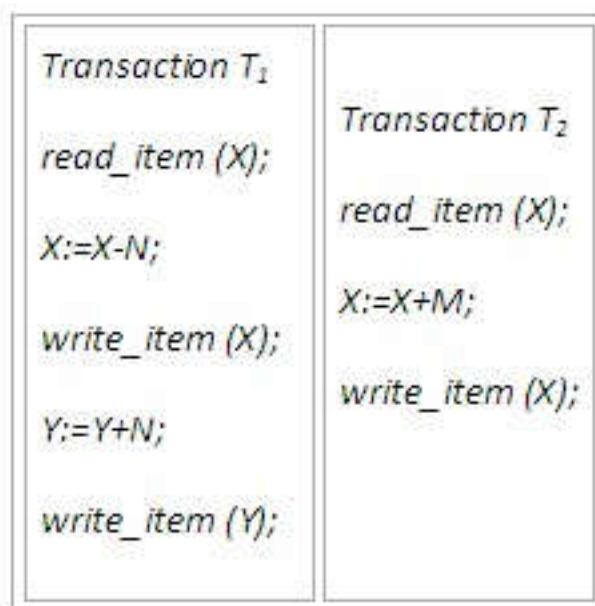 Transaction T₁
read_item (X);
X:=X-N;
write_item (X);
Y:=Y+N;
write_item (Y);
Transaction T₂
read_item (X);
X:=X+M;
write_item (X);